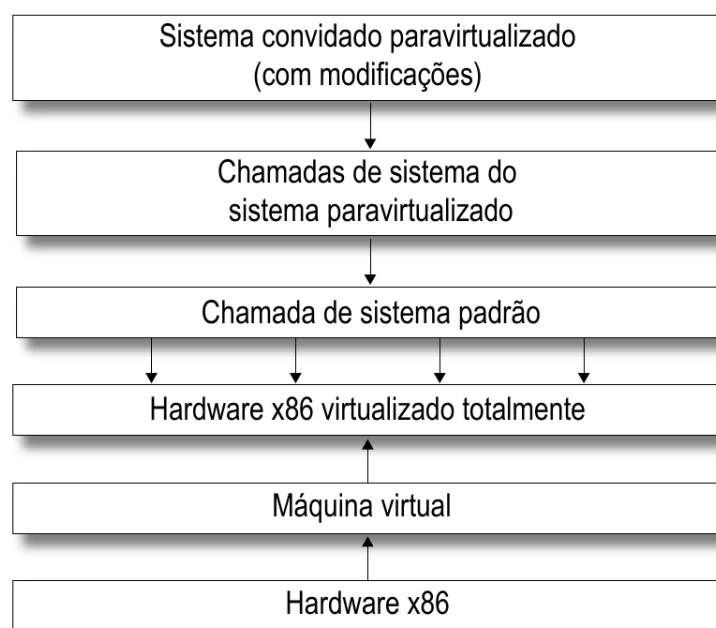 Sistema convidado paravirtualizado
(com modificações)
Chamadas de sistema do
sistema paravirtualizado
Chamada de sistema padrão
Hardware x86 virtualizado totalmente
Máquina virtual
Hardware x86